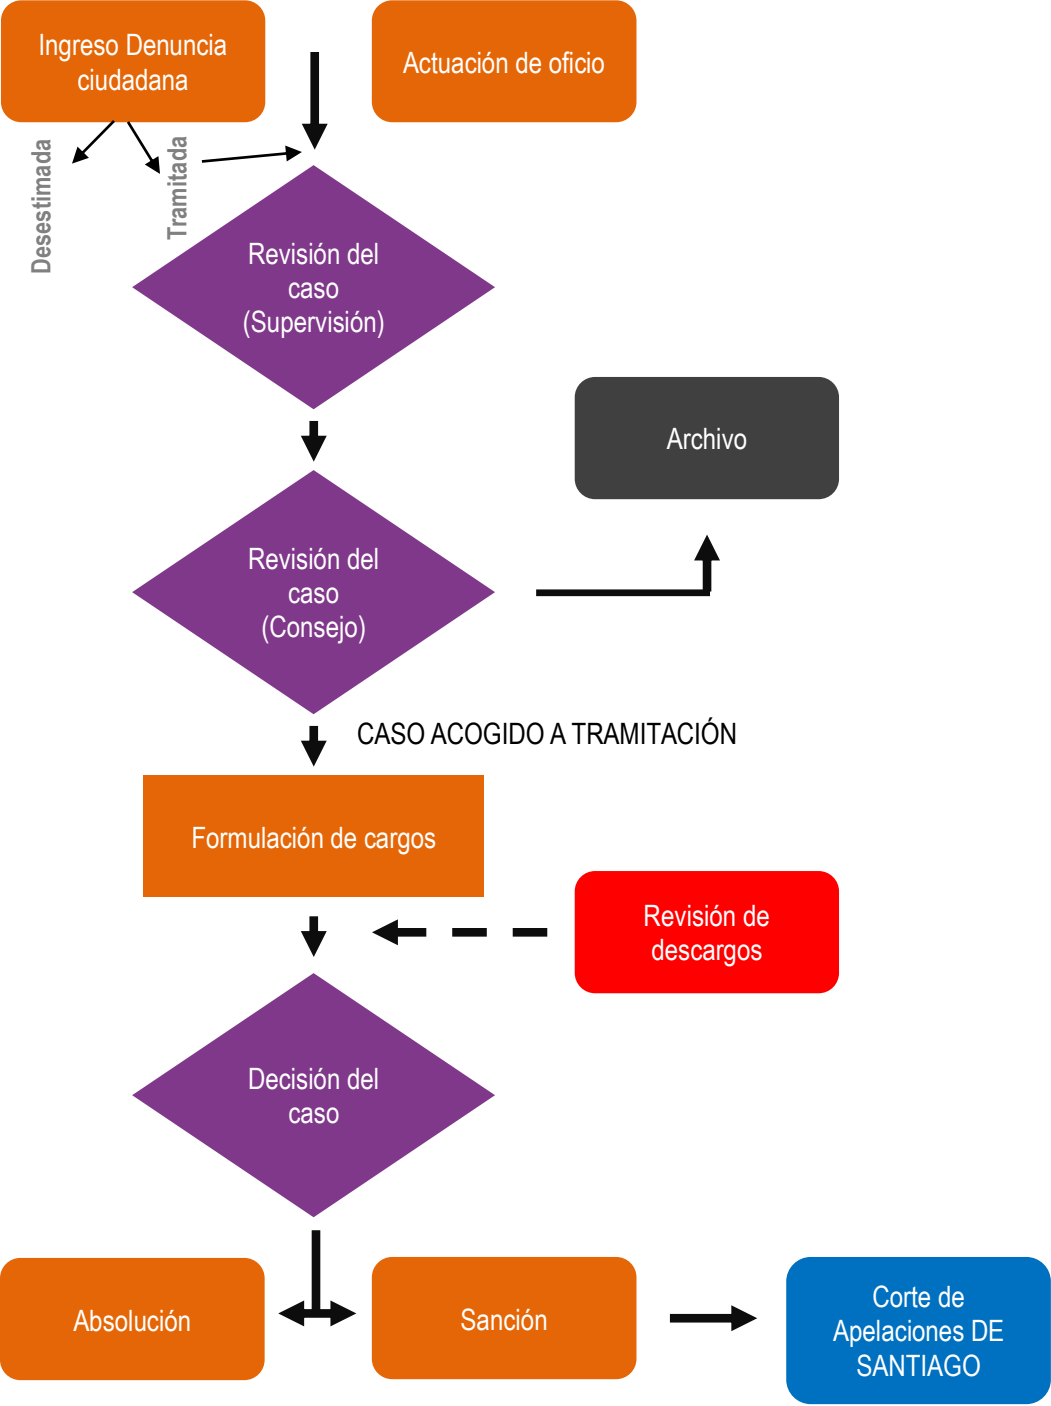 Ingreso Denuncia
ciudadana
Actuación de oficio
Desestimada
Tramitada
Revisión del
caso
(Supervisión)
Archivo
Revisión del
caso
(Consejo)
CASO ACOGIDO A TRAMITACIÓN
Formulación de cargos
Revisión de
descargos
Decisión del
caso
Absolución
Sanción
Corte de
Apelaciones DE
SANTIAGO